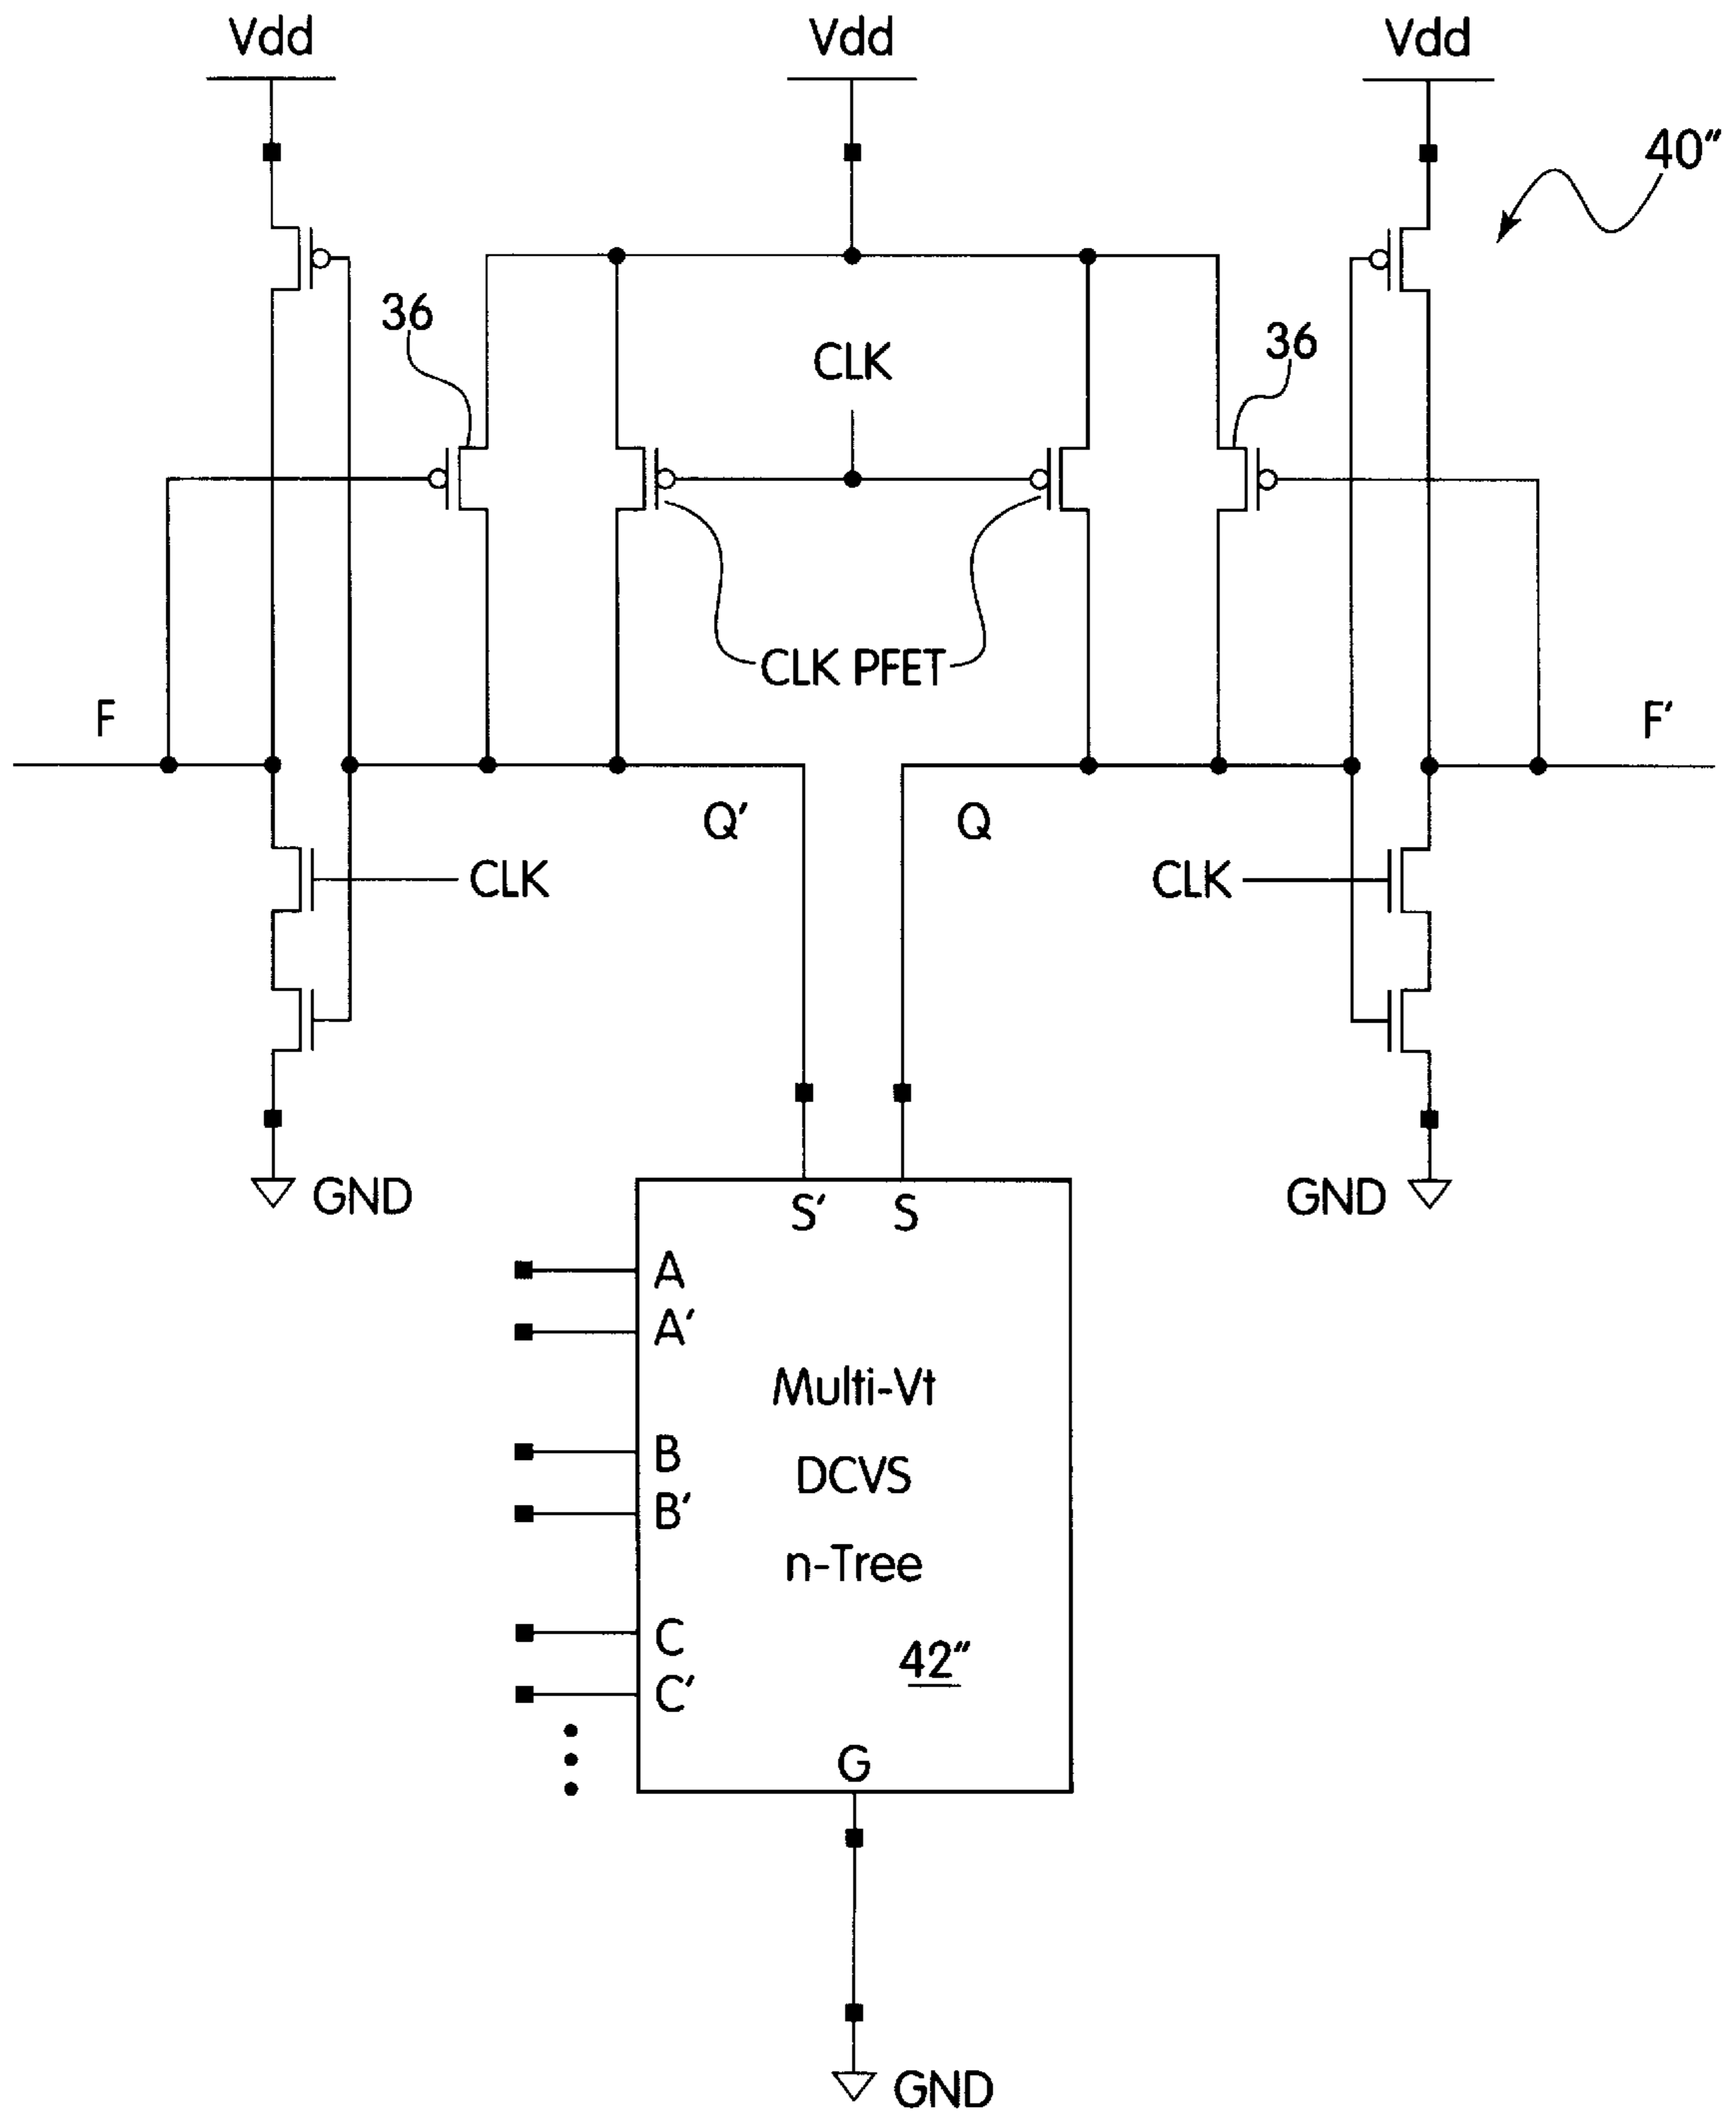 Vdd
Vdd
Vdd
40"
36
36
CLK
CLK PFET
F
F'
Q'
Q
CLK
CLK
GND
GND
S'
S
A
A'
Multi-Vt
B
DCVS
B'
n-Tree
C
42"
C'
G
GND